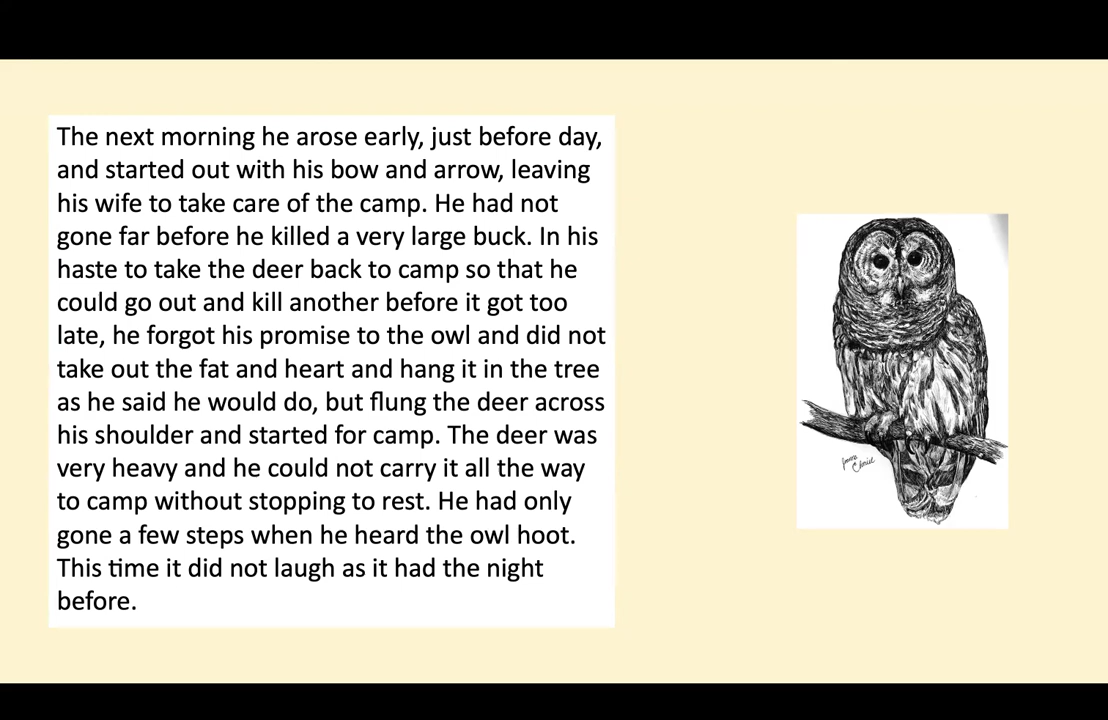 The next morning he arose early, just before day,
and started out with his bow and arrow, leaving
his wife to take care of the camp. He had not
gone far before he killed a very large buck. In his
haste to take the deer back to camp so that he
could go out and kill another before it got too
late, he forgot his promise to the owl and did not
take out the fat and heart and hang it in the tree
as he said he would do, but flung the deer across
his shoulder and started for camp. The deer was
very heavy and he could not carry it all the way
to camp without stopping to rest. He had only
gone a few steps when he heard the owl hoot.
This time it did not laugh as it had the night
before.